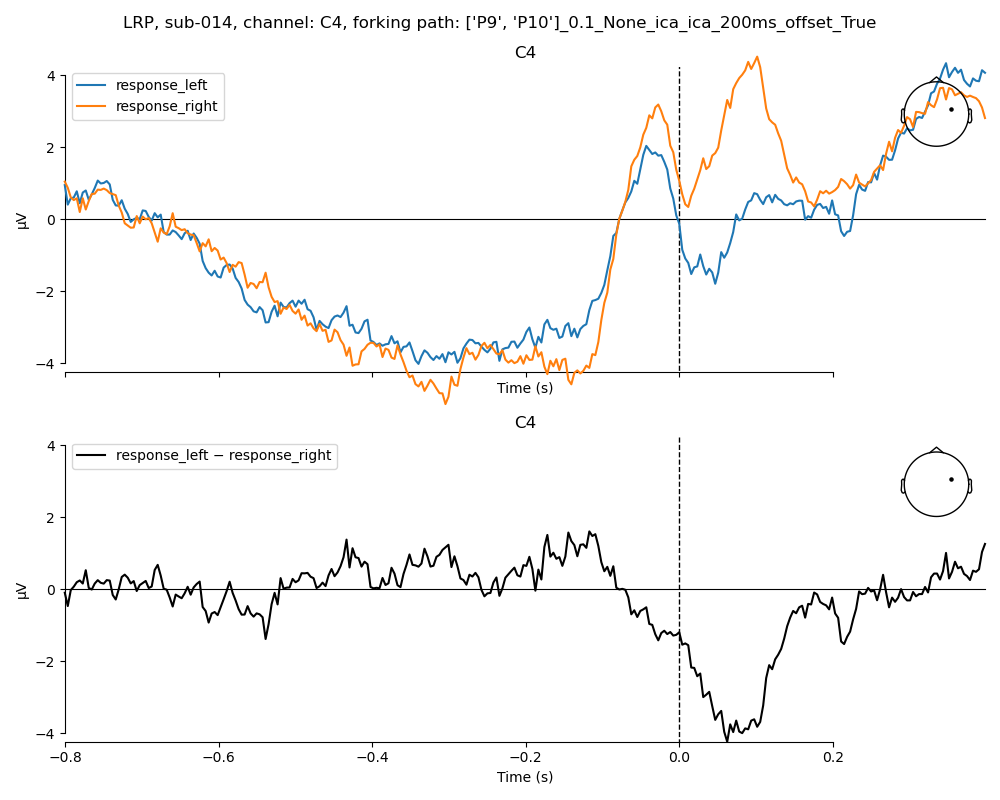 LRP, sub-014, channel: C4, forking path: ['P9', 'P10']_0.1_None_ica_ica_200ms_offset_True
C4
response_left
response_right
4
2
0
−2
−4
µV
Time (s)
C4
response_left − response_right
4
2
0
−2
−4
µV
−0.8
−0.6
−0.4
−0.2
0.0
0.2
Time (s)